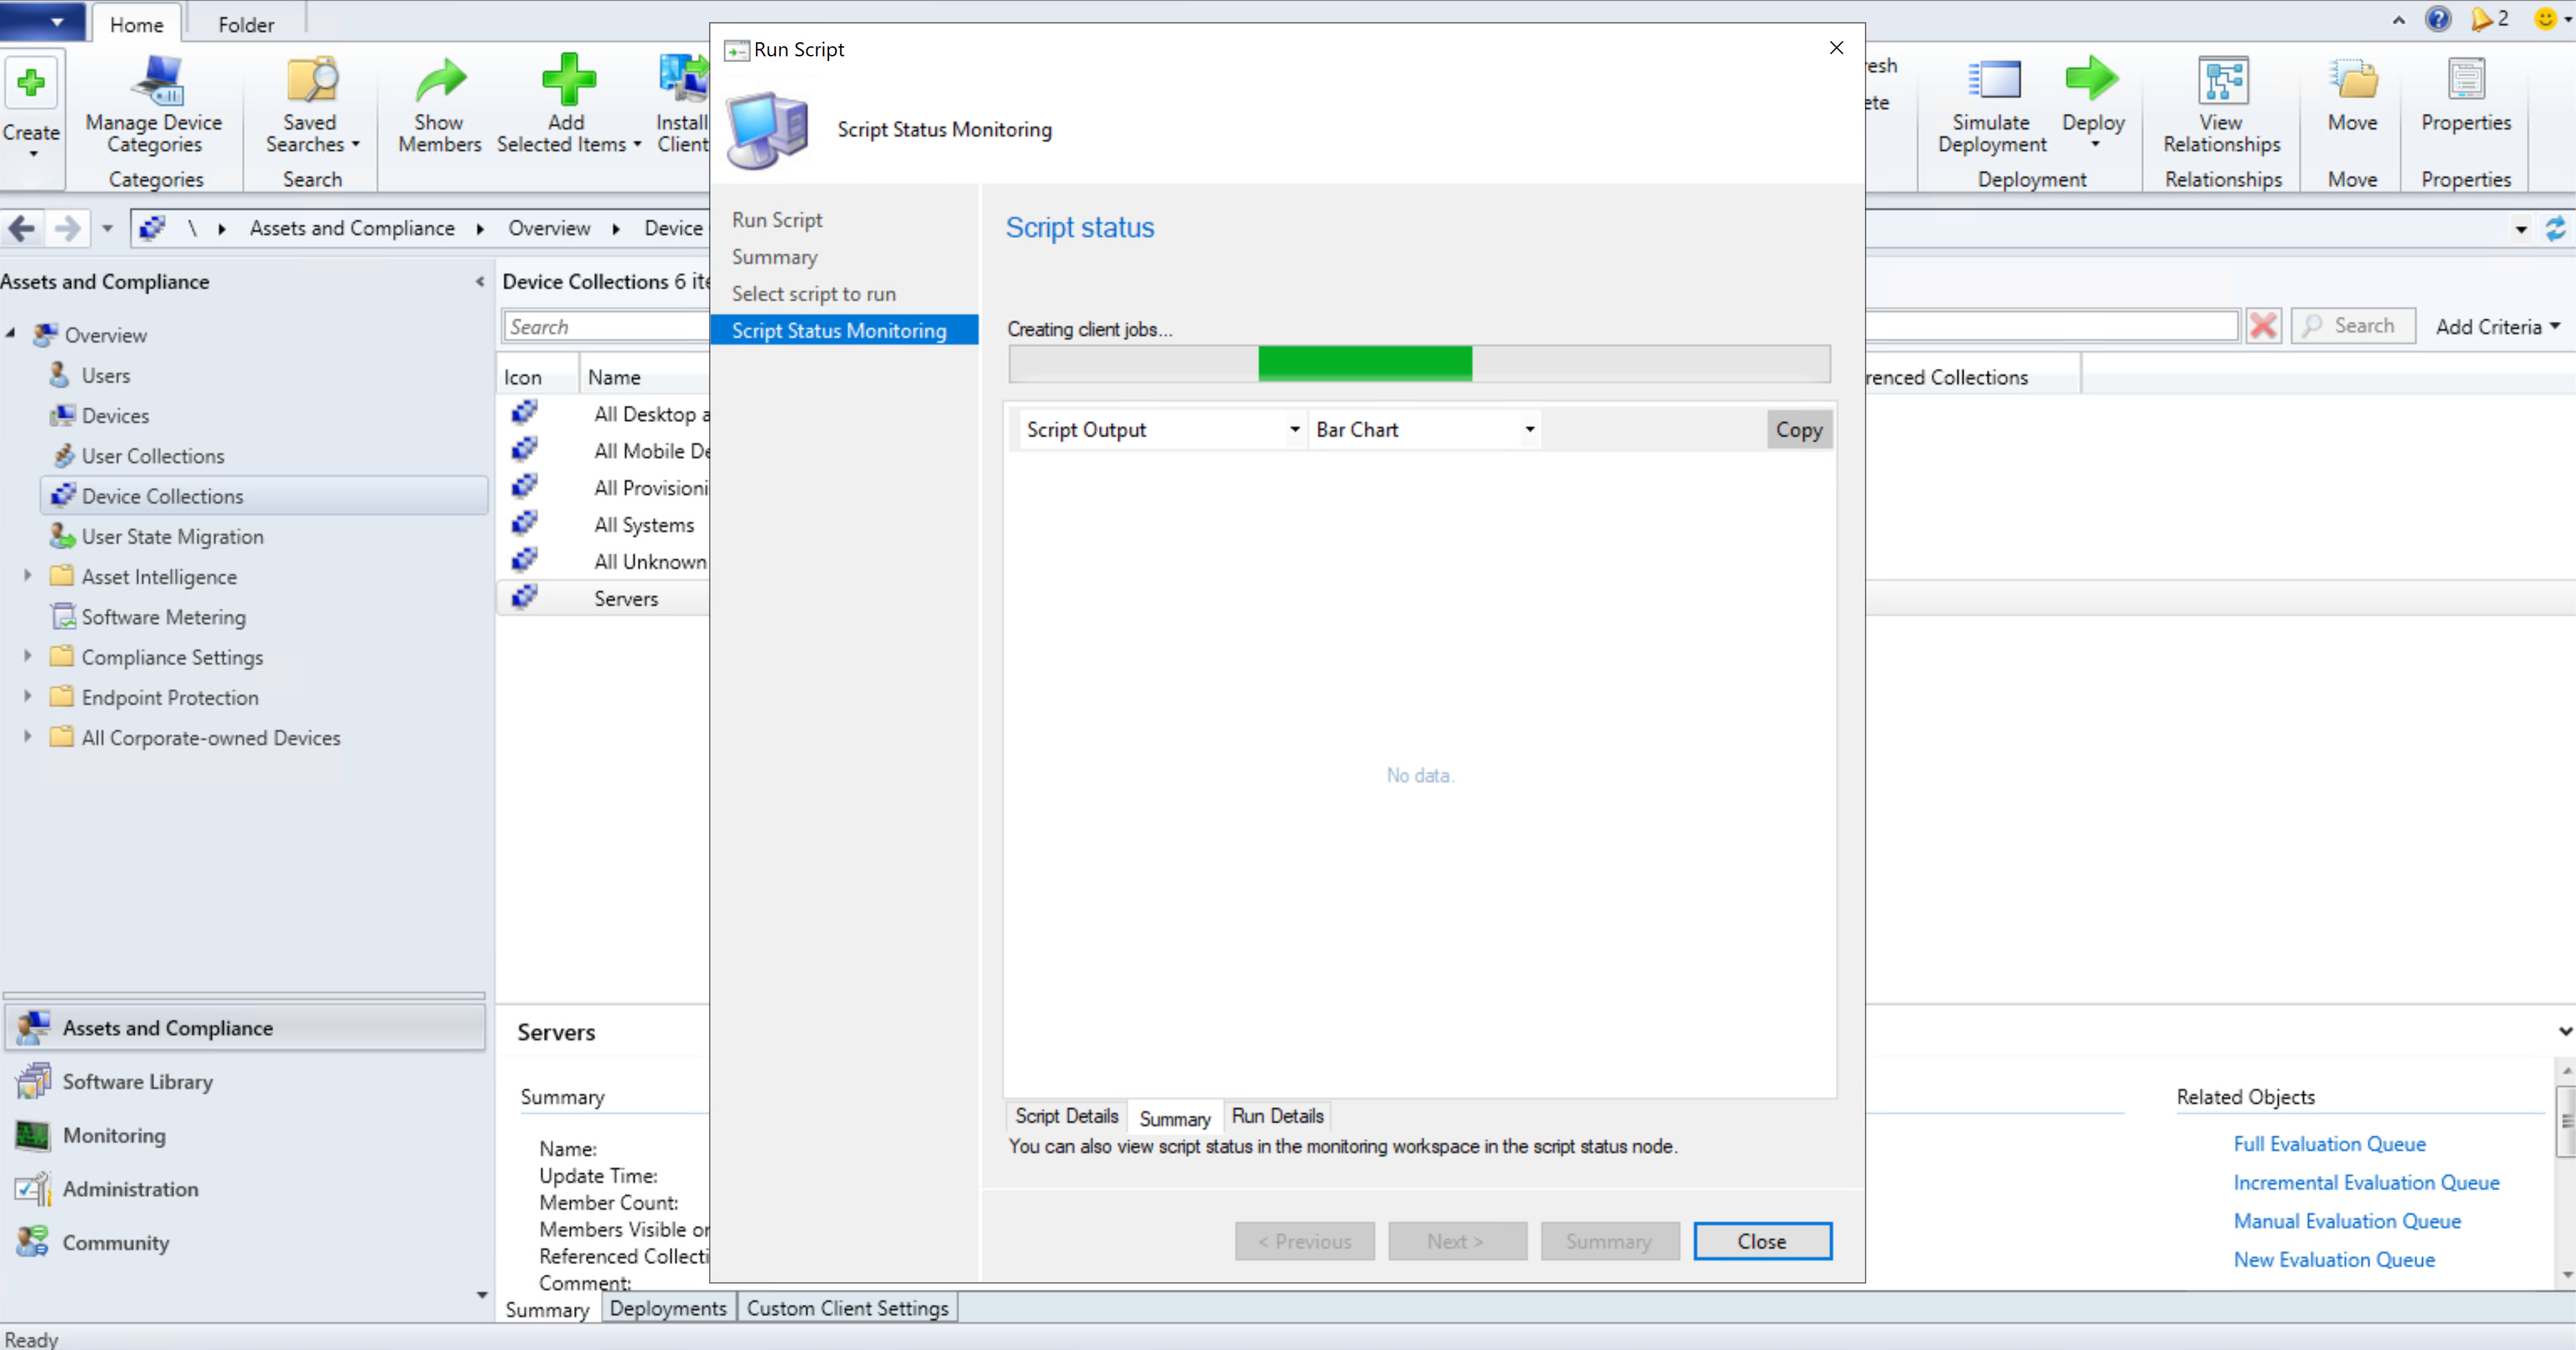 Home
Folder
2
Create
Manage Device
Categories
Categories
Saved
Searches
Search
Show
Members
Add
Selected Items
Install
Client
Simulate
Deployment
Deploy
Deployment
View
Relationships
Relationships
Move
Move
Properties
Properties
\
Assets and Compliance
Overview
Device
Assets and Compliance
Overview
Users
Devices
User Collections
Device Collections
User State Migration
Asset Intelligence
Software Metering
Compliance Settings
Endpoint Protection
All Corporate-owned Devices
Assets and Compliance
Software Library
Monitoring
Administration
Community
Device Collections 6 ite
Search
Icon
Name
All Desktop a
All Mobile De
All Provisioni
All Systems
All Unknown
Servers
Search
Add Criteria
renced Collections
Run Script
Script Status Monitoring
Run Script
Summary
Select script to run
Script Status Monitoring
Script status
Creating client jobs...
Script Output
Bar Chart
Copy
No data.
Script Details
Summary
Run Details
You can also view script status in the monitoring workspace in the script status node.
< Previous
Next >
Summary
Close
Servers
Summary
Name:
Update Time:
Member Count:
Members Visible or
Referenced Collecti
Comment:
Related Objects
Full Evaluation Queue
Incremental Evaluation Queue
Manual Evaluation Queue
New Evaluation Queue
Summary
Deployments
Custom Client Settings
Ready